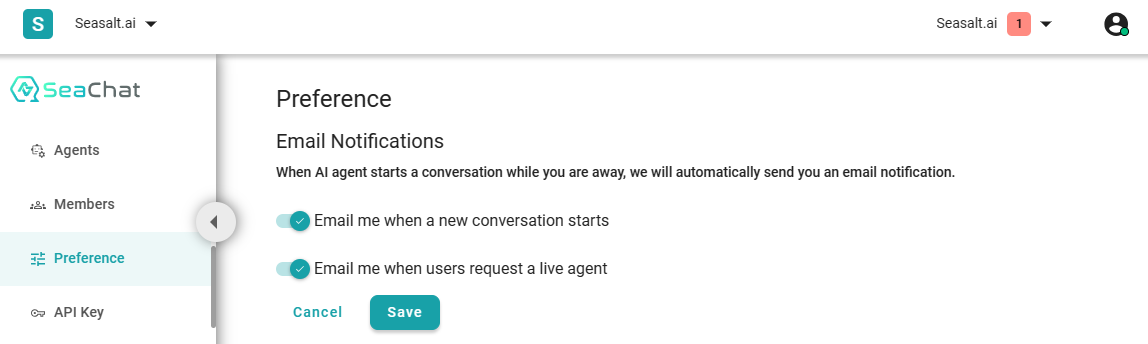 S Seasalt.ai
Seasalt.ai 1
SeaChat
Agents
Members
Preference
API Key
Preference
Email Notifications
When AI agent starts a conversation while you are away, we will automatically send you an email notification.
Email me when a new conversation starts
Email me when users request a live agent
Cancel Save